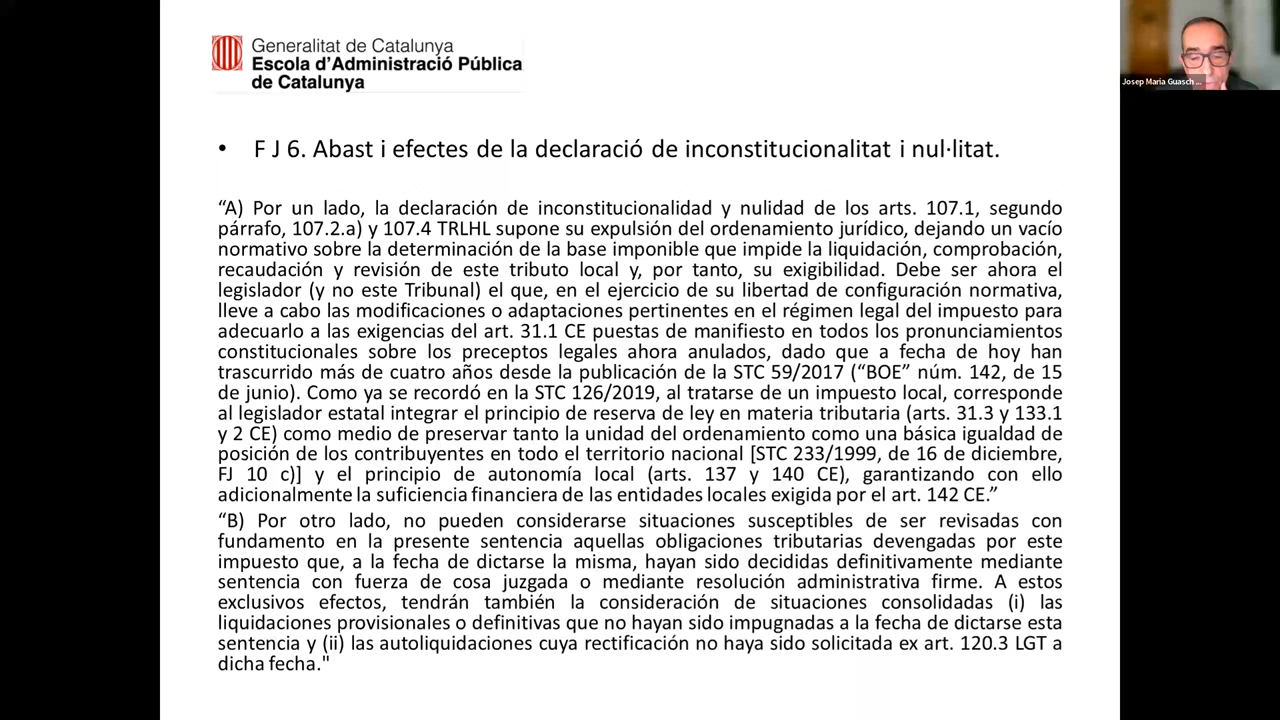 Generalitat de Catalunya
Escola d'Administració Pública
de Catalunya
Josep Maria Guasch ...
• F J 6. Abast i efectes de la declaració de inconstitucionalitat i nul·litat.
“A) Por un lado, la declaración de inconstitucionalidad y nulidad de los arts. 107.1, segundo
párrafo, 107.2.a) y 107.4 TRLHL supone su expulsión del ordenamiento jurídico, dejando un vacío
normativo sobre la determinación de la base imponible que impide la liquidación, comprobación,
recaudación y revisión de este tributo local y, por tanto, su exigibilidad. Debe ser ahora el
legislador (y no este Tribunal) el que, en el ejercicio de su libertad de configuración normativa,
lleve a cabo las modificaciones o adaptaciones pertinentes en el régimen legal del impuesto para
adecuarlo a las exigencias del art. 31.1 CE puestas de manifiesto en todos los pronunciamientos
constitucionales sobre los preceptos legales ahora anulados, dado que a fecha de hoy han
trascurrido más de cuatro años desde la publicación de la STC 59/2017 (“BOE” núm. 142, de 15
de junio). Como ya se recordó en la STC 126/2019, al tratarse de un impuesto local, corresponde
al legislador estatal integrar el principio de reserva de ley en materia tributaria (arts. 31.3 y 133.1
y 2 CE) como medio de preservar tanto la unidad del ordenamiento como una básica igualdad de
posición de los contribuyentes en todo el territorio nacional [STC 233/1999, de 16 de diciembre,
FJ 10 c)] y el principio de autonomía local (arts. 137 y 140 CE), garantizando con ello
adicionalmente la suficiencia financiera de las entidades locales exigida por el art. 142 CE.”
“B) Por otro lado, no pueden considerarse situaciones susceptibles de ser revisadas con
fundamento en la presente sentencia aquellas obligaciones tributarias devengadas por este
impuesto que, a la fecha de dictarse la misma, hayan sido decididas definitivamente mediante
sentencia con fuerza de cosa juzgada o mediante resolución administrativa firme. A estos
exclusivos efectos, tendrán también la consideración de situaciones consolidadas (i) las
liquidaciones provisionales o definitivas que no hayan sido impugnadas a la fecha de dictarse esta
sentencia y (ii) las autoliquidaciones cuya rectificación no haya sido solicitada ex art. 120.3 LGT a
dicha fecha."